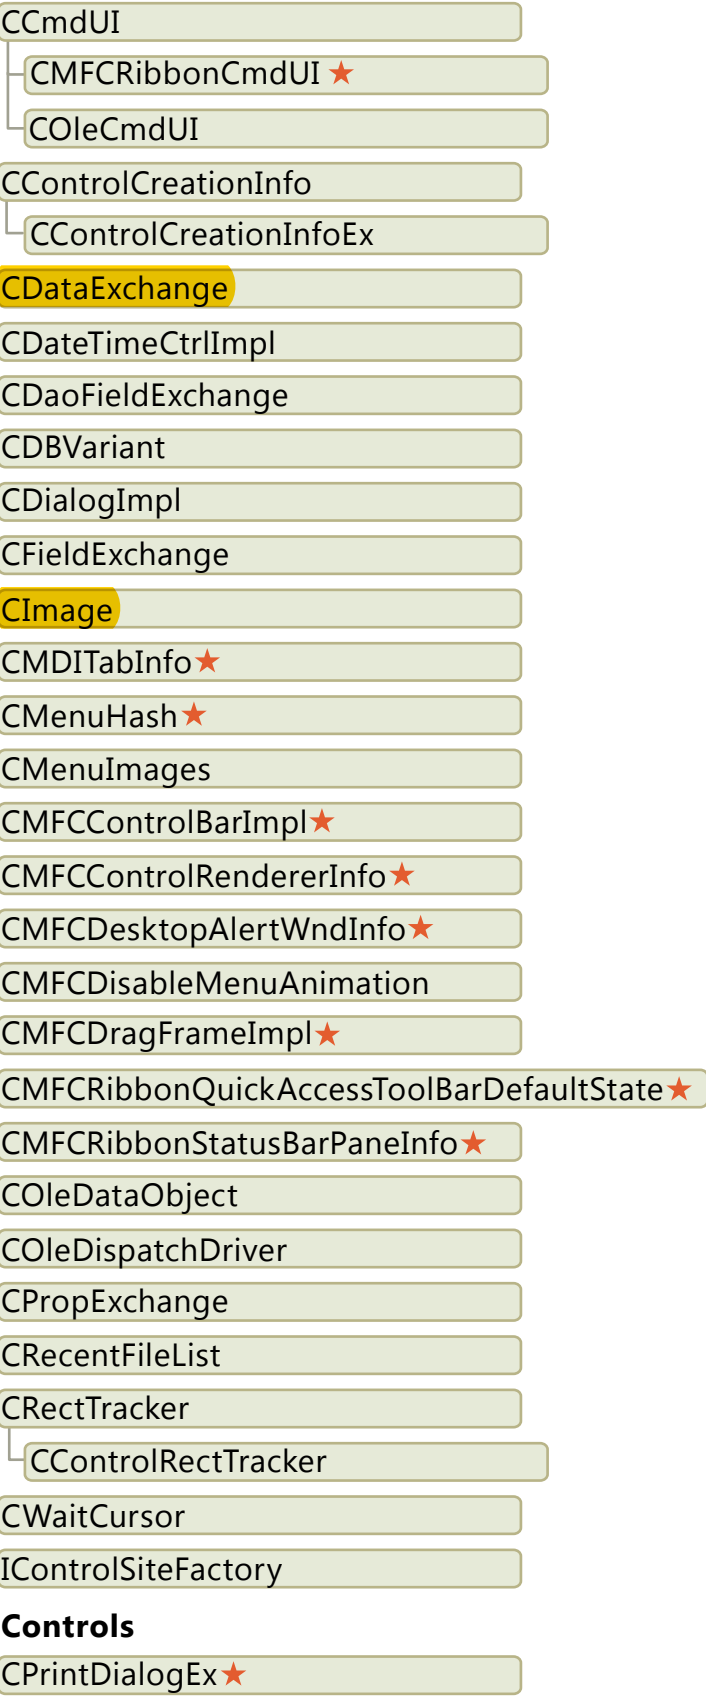 CCmdUI
CMFCRibbonCmdUI
COleCmdUI
CControlCreationInfo
CControlCreationInfoEx
CDataExchange
CDateTimeCtrlImpl
CDaoFieldExchange
CDBVariant
CDialogImpl
CFieldExchange
CImage
CMDITabInfo
CMenuHash
CMenuImages
CMFCControlBarImpl
CMFCControlRendererInfo
CMFCDesktopAlertWndInfo
CMFCDisableMenuAnimation
CMFCDragFrameImpl
CMFCRibbonQuickAccessToolBarDefaultState
CMFCRibbonStatusBarPaneInfo
COleDataObject
COleDispatchDriver
CPropExchange
CRecentFileList
CRectTracker
CControlRectTracker
CWaitCursor
IControlSiteFactory
Controls
CPrintDialogEx